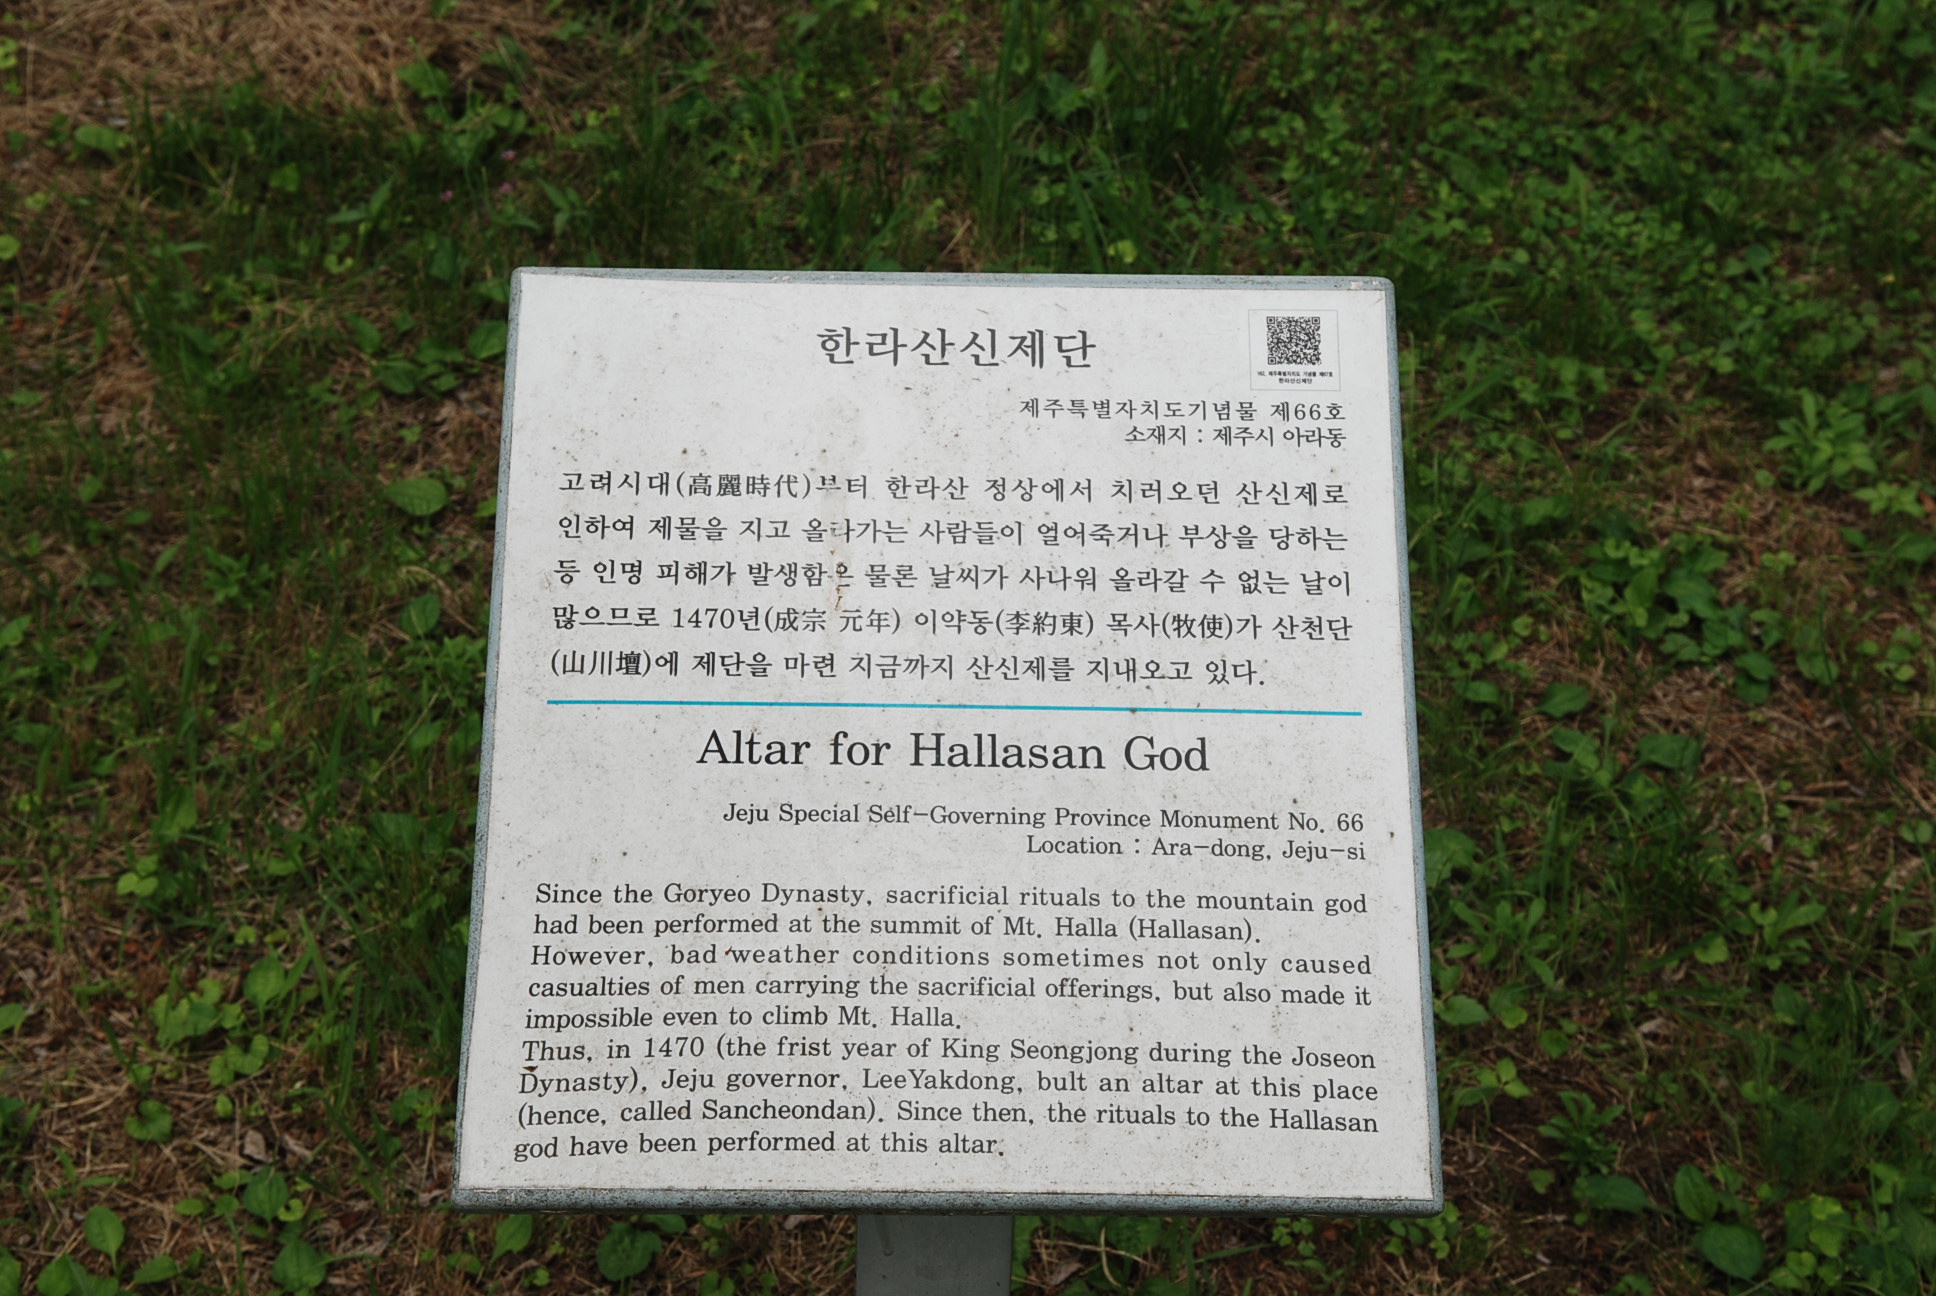 한라산신제단
제주특별자치도기념물 제66호
소재지 : 제주시 아라동
고려시대(高麗時代)부터 한라산 정상에서 치러오던 산신제로
인하여 제물을 지고 올라가는 사람들이 얼어죽거나 부상을 당하는
등 인명 피해가 발생함은 물론 날씨가 사나워 올라갈 수 없는 날이
많으므로 1470년(成宗 元年) 이약동(李約東) 목사(牧使)가 산천단
(山川壇)에 제단을 마련 지금까지 산신제를 지내오고 있다.
Altar for Hallasan God
Jeju Special Self-Governing Province Monument No. 66
Location : Ara-dong, Jeju-si
Since the Goryeo Dynasty, sacrificial rituals to the mountain god
had been performed at the summit of Mt. Halla (Hallasan).
However, bad weather conditions sometimes not only caused
casualties of men carrying the sacrificial offerings, but also made it
impossible even to climb Mt. Halla.
Thus, in 1470 (the frist year of King Seongjong during the Joseon
Dynasty), Jeju governor, LeeYakdong, bult an altar at this place
(hence, called Sancheondan). Since then, the rituals to the Hallasan
god have been performed at this altar.